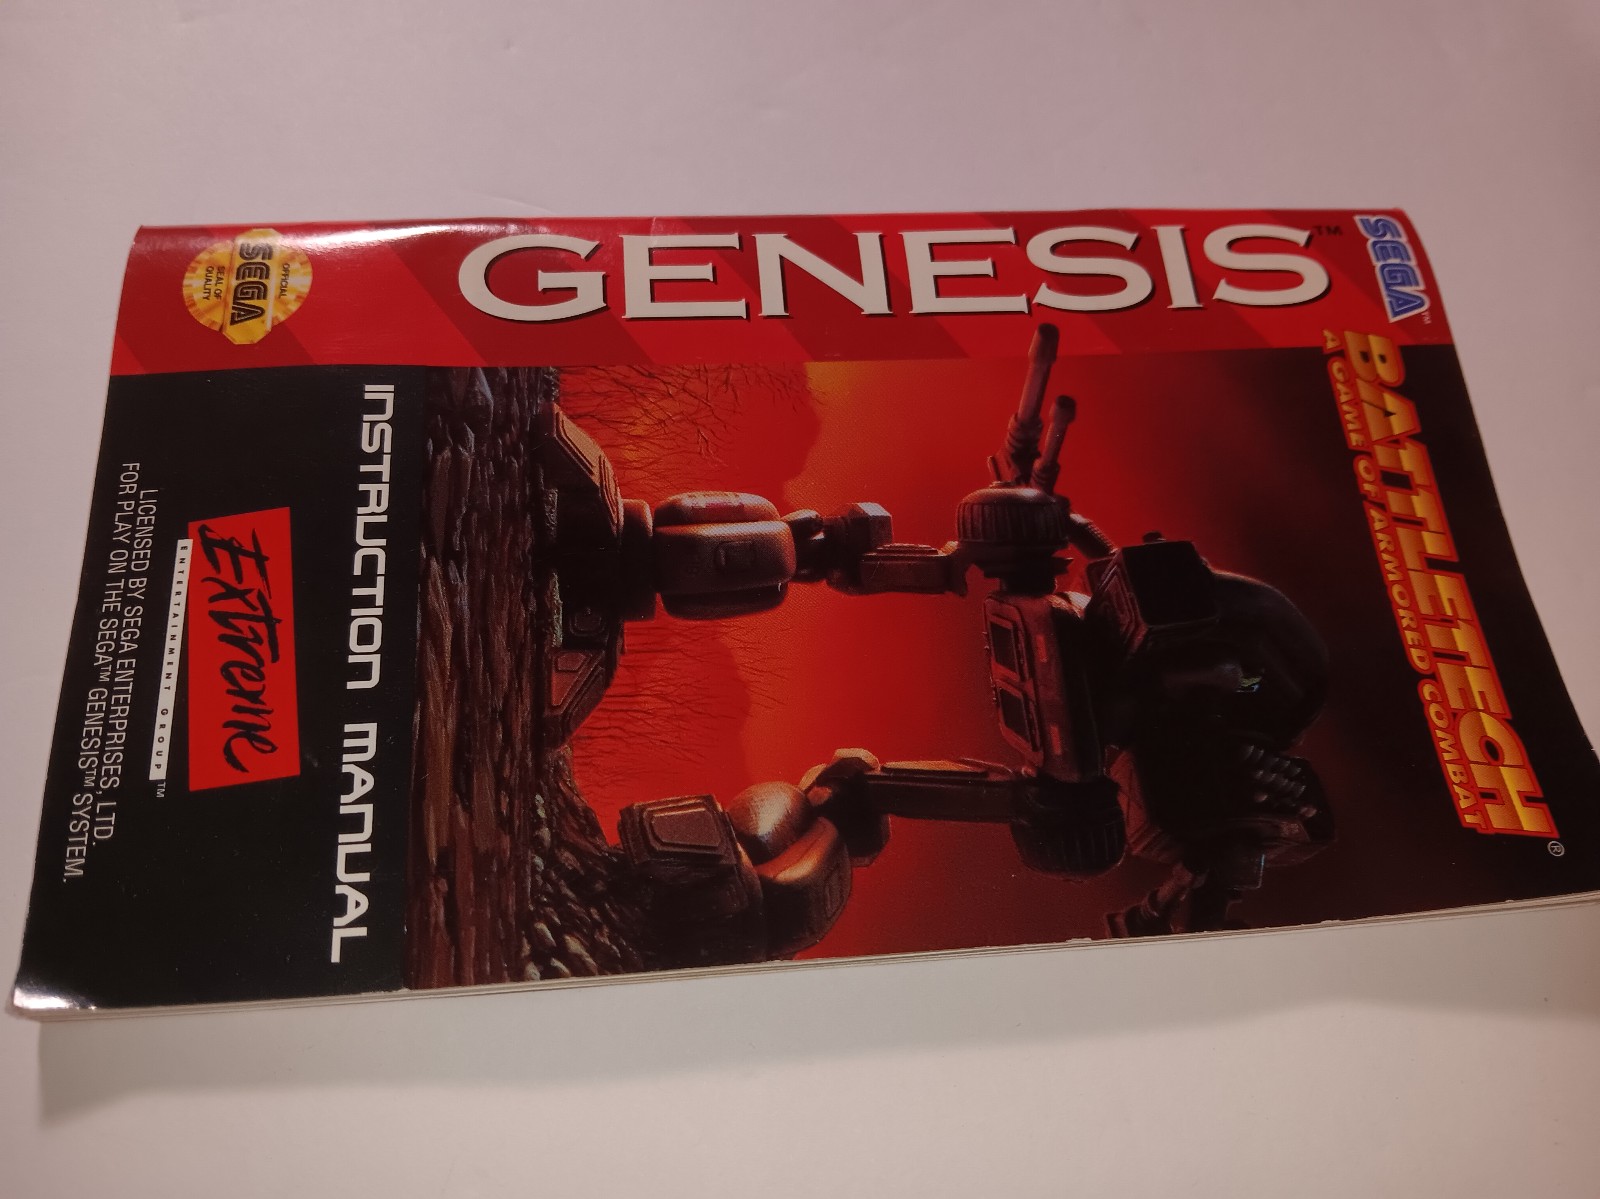 SEGA™
BATTLETECH®
A GAME OF ARMORED COMBAT
GENESIS™
OFFICIAL
SEGA
SEAL OF
QUALITY
INSTRUCTION MANUAL
EXTREME
ENTERTAINMENT GROUP™
LICENSED BY SEGA ENTERPRISES, LTD.
FOR PLAY ON THE SEGA™ GENESIS™ SYSTEM.